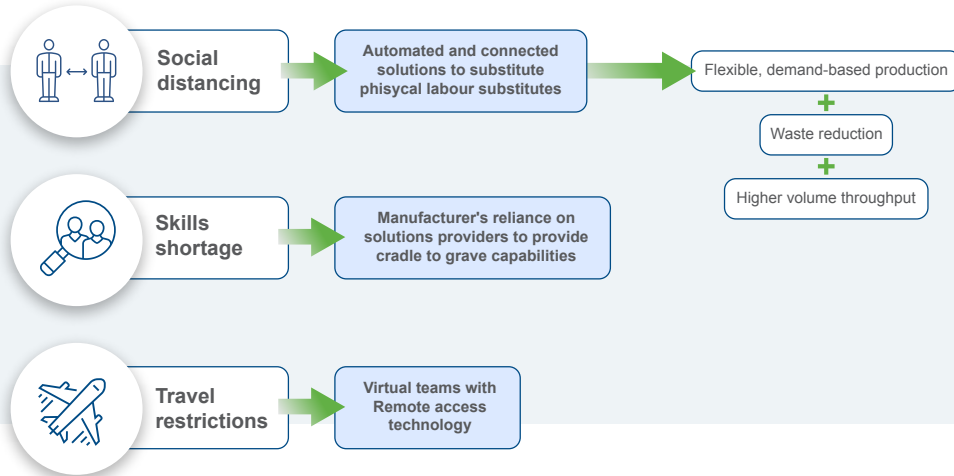 Social
distancing
Automated and connected
solutions to substitute
phisycal labour substitutes
Flexible, demand-based production
+
Waste reduction
+
Higher volume throughput
Skills
shortage
Manufacturer's reliance on
solutions providers to provide
cradle to grave capabilities
Travel
restrictions
Virtual teams with
Remote access
technology